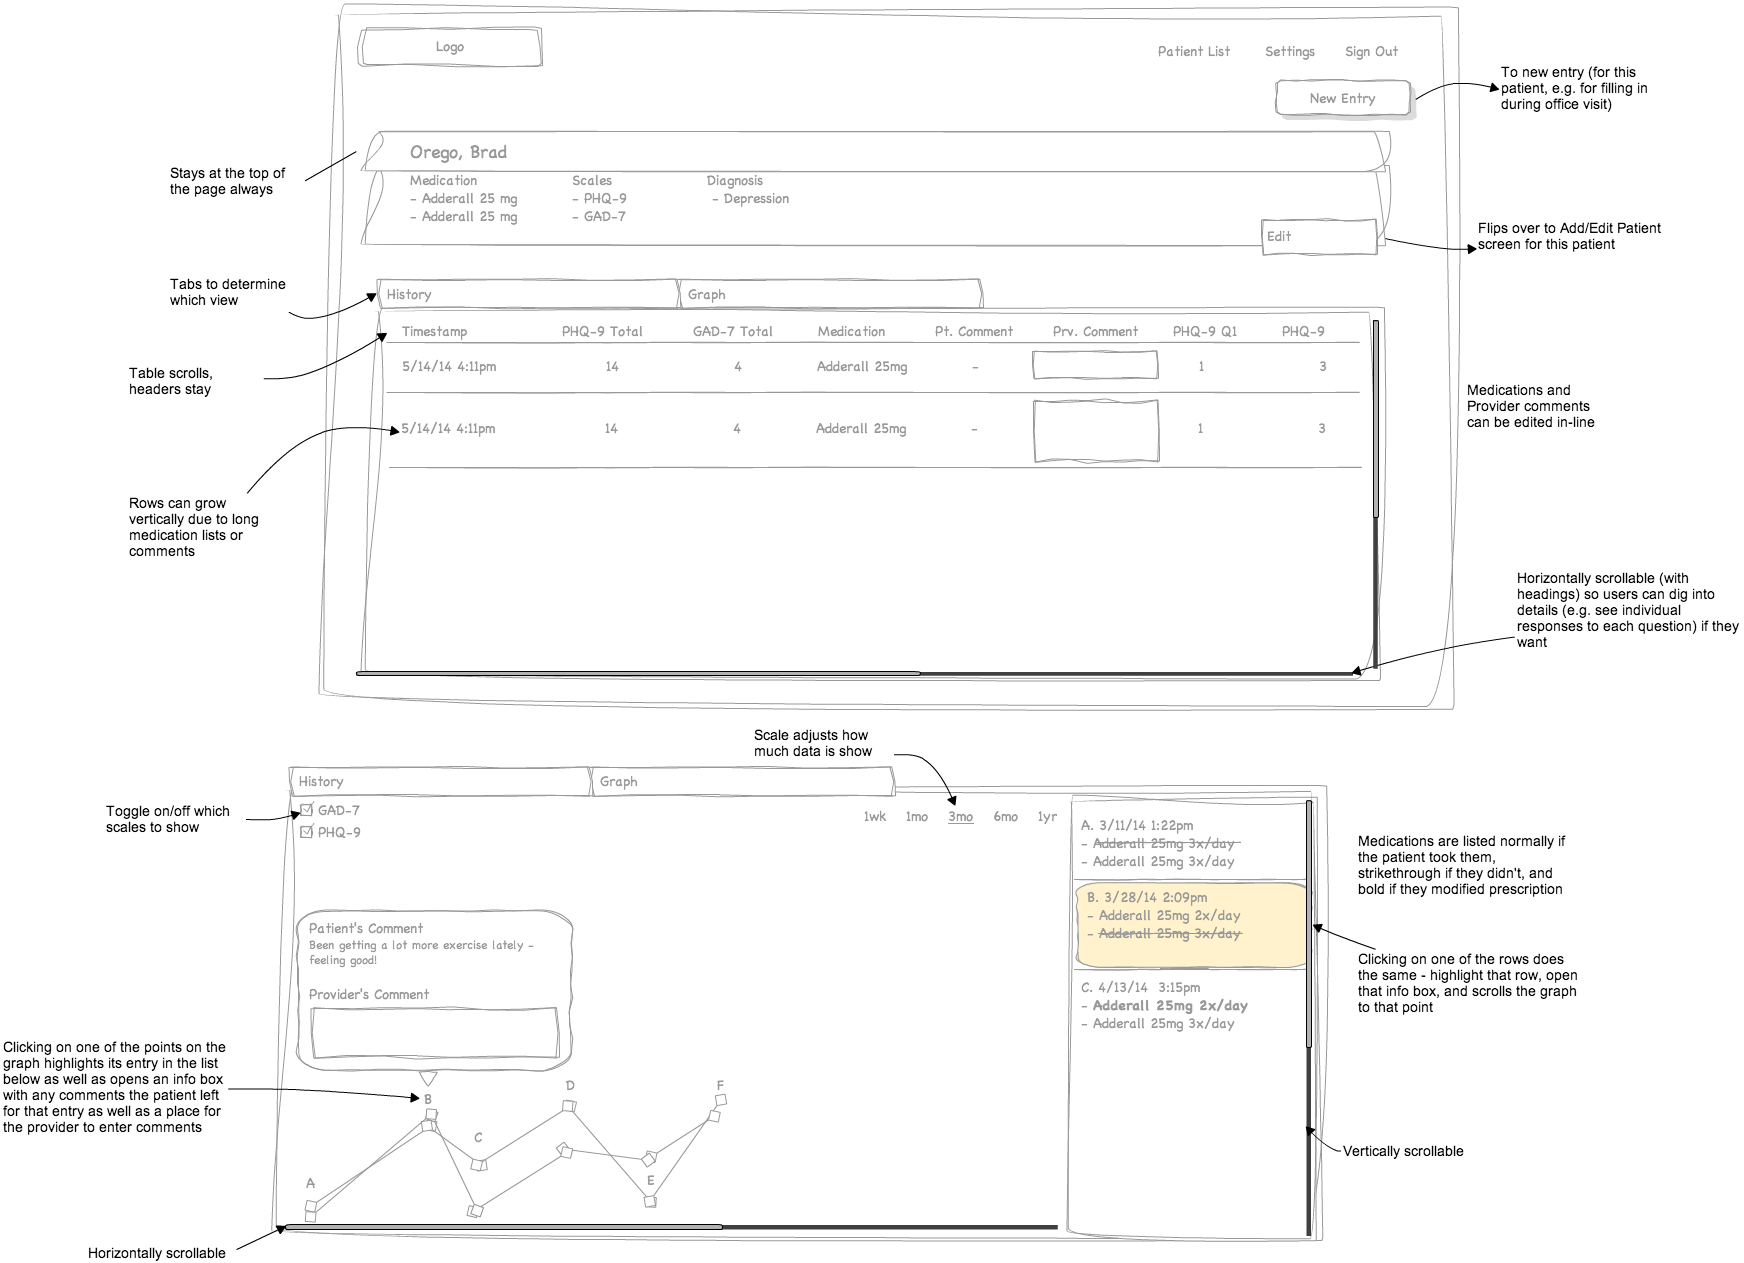 Logo
Patient List Settings Sign Out
New Entry
To new entry (for this
patient, e.g. for filling in
during office visit)
Stays at the top of
the page always
Orego, Brad
Medication Scales Diagnosis
- Adderall 25 mg - PHQ-9 - Depression
- Adderall 25 mg - GAD-7
Edit
Flips over to Add/Edit Patient
screen for this patient
Tabs to determine
which view
History Graph
Timestamp PHQ-9 Total GAD-7 Total Medication Pt. Comment Prv. Comment PHQ-9 Q1 PHQ-9
5/14/14 4:11pm 14 4 Adderall 25mg - 1 3
5/14/14 4:11pm 14 4 Adderall 25mg - 1 3
Table scrolls,
headers stay
Medications and
Provider comments
can be edited in-line
Rows can grow
vertically due to long
medication lists or
comments
Horizontally scrollable (with
headings) so users can dig into
details (e.g. see individual
responses to each question) if they
want
Scale adjusts how
much data is show
History Graph
Toggle on/off which
scales to show
GAD-7
PHQ-9
1wk 1mo 3mo 6mo 1yr
A. 3/11/14 1:22pm
- Adderall 25mg 3x/day
- Adderall 25mg 3x/day
B. 3/28/14 2:09pm
- Adderall 25mg 2x/day
- Adderall 25mg 3x/day
C. 4/13/14 3:15pm
- Adderall 25mg 2x/day
- Adderall 25mg 3x/day
Medications are listed normally if
the patient took them,
strikethrough if they didn't, and
bold if they modified prescription
Clicking on one of the rows does
the same - highlight that row, open
that info box, and scrolls the graph
to that point
Patient's Comment
Been getting a lot more exercise lately -
feeling good!
Provider's Comment
Clicking on one of the points on the
graph highlights its entry in the list
below as well as opens an info box
with any comments the patient left
for that entry as well as a place for
the provider to enter comments
A
B
C
D
E
F
Vertically scrollable
Horizontally scrollable